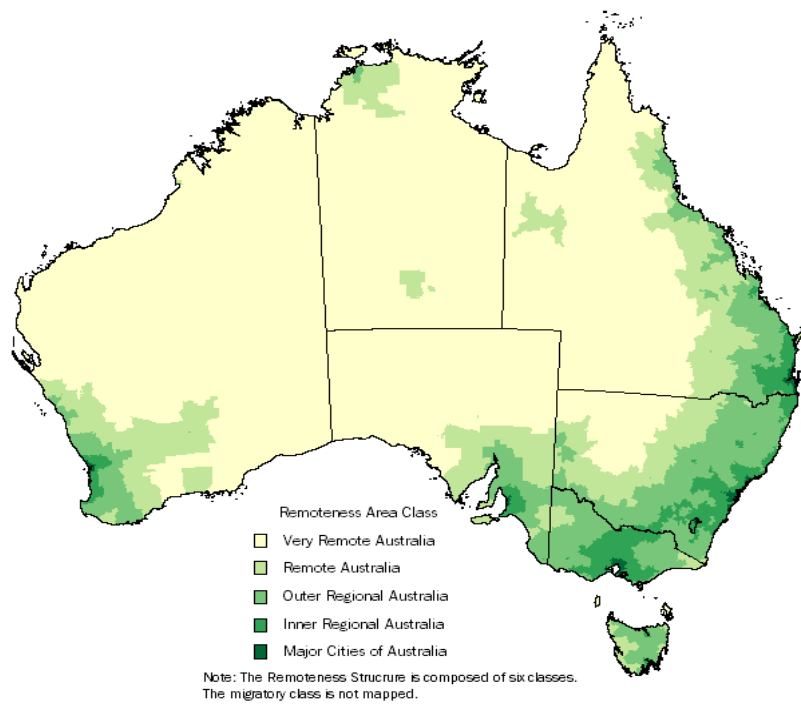 Remoteness Area Class
Very Remote Australia
Remote Australia
Outer Regional Australia
Inner Regional Australia
Major Cities of Australia
Note: The Remoteness Strucrure is composed of six classes.
The migratory class is not mapped.